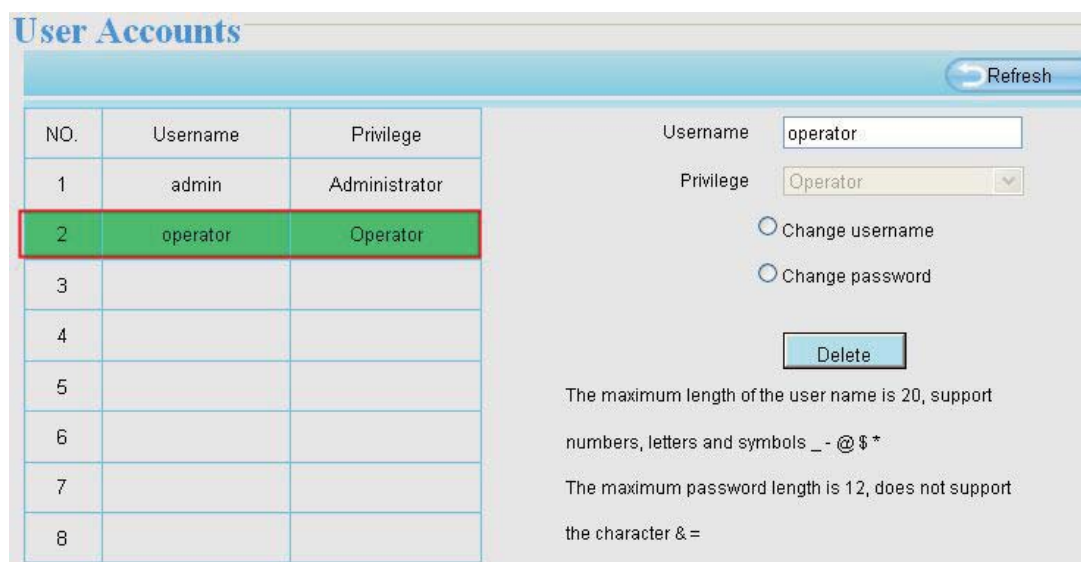 User Accounts
Refresh
NO. Username Privilege
1 admin Administrator
2 operator Operator
3
4
5
6
7
8
Username operator
Privilege Operator
Change username
Change password
Delete
The maximum length of the user name is 20, support
numbers, letters and symbols _ - @ $ *
The maximum password length is 12, does not support
the character & =